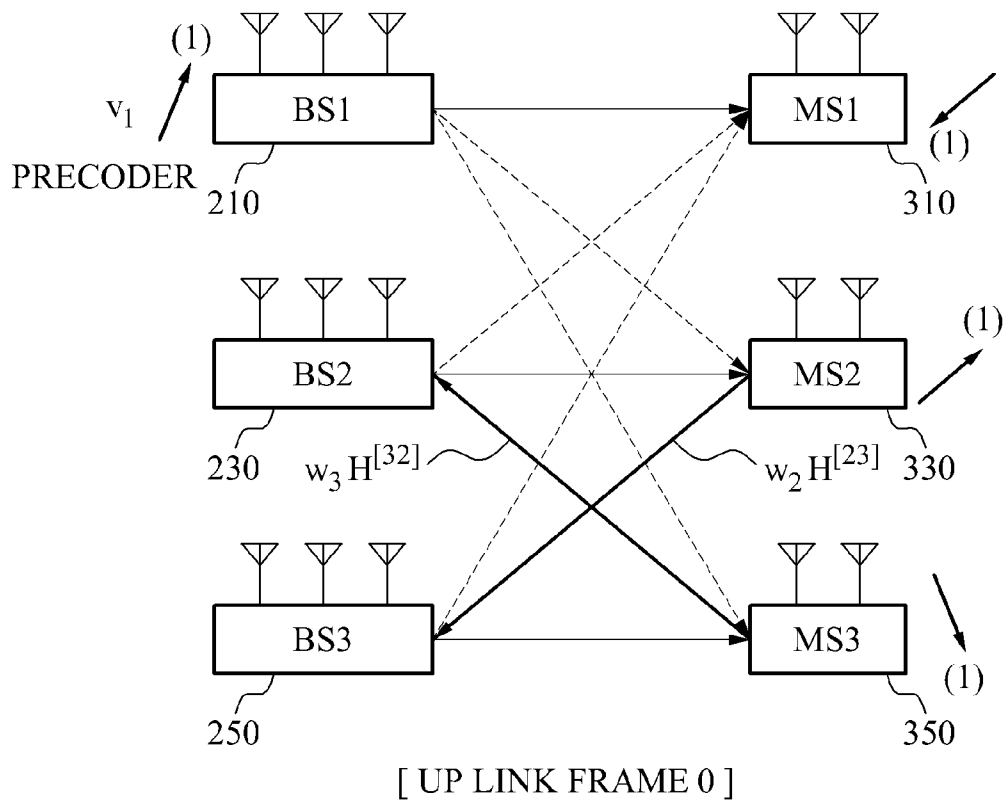 (1)
v₁
PRECODER
BS1
210
MS1
(1)
310
BS2
230
MS2
(1)
330
w₃ H^[32]
w₂ H^[23]
BS3
250
MS3
(1)
350
[ UP LINK FRAME 0 ]